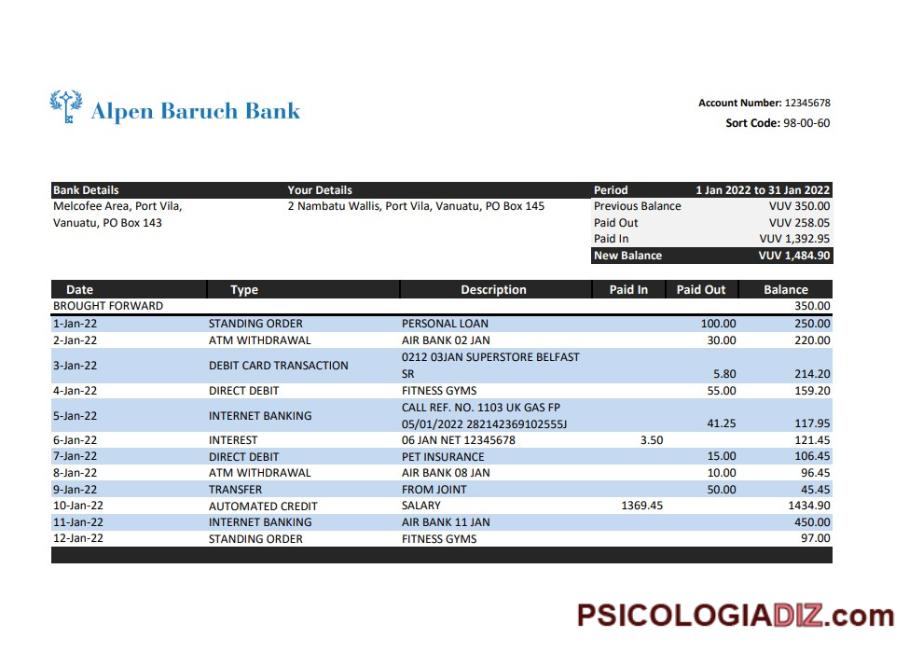 Alpen Baruch Bank
Account Number: 12345678
Sort Code: 98-00-60
Bank Details Your Details Period 1 Jan 2022 to 31 Jan 2022
Melcofee Area, Port Vila, 2 Nambatu Wallis, Port Vila, Vanuatu, PO Box 145 Previous Balance VUV 350.00
Vanuatu, PO Box 143 Paid Out VUV 258.05
Paid In VUV 1,392.95
New Balance VUV 1,484.90
Date Type Description Paid In Paid Out Balance
BROUGHT FORWARD 350.00
1-Jan-22 STANDING ORDER PERSONAL LOAN 100.00 250.00
2-Jan-22 ATM WITHDRAWAL AIR BANK 02 JAN 30.00 220.00
3-Jan-22 DEBIT CARD TRANSACTION 0212 03JAN SUPERSTORE BELFAST
SR 5.80 214.20
4-Jan-22 DIRECT DEBIT FITNESS GYMS 55.00 159.20
5-Jan-22 INTERNET BANKING CALL REF. NO. 1103 UK GAS FP
05/01/2022 282142369102555J 41.25 117.95
6-Jan-22 INTEREST 06 JAN NET 12345678 3.50 121.45
7-Jan-22 DIRECT DEBIT PET INSURANCE 15.00 106.45
8-Jan-22 ATM WITHDRAWAL AIR BANK 08 JAN 10.00 96.45
9-Jan-22 TRANSFER FROM JOINT 50.00 45.45
10-Jan-22 AUTOMATED CREDIT SALARY 1369.45 1434.90
11-Jan-22 INTERNET BANKING AIR BANK 11 JAN 450.00
12-Jan-22 STANDING ORDER FITNESS GYMS 97.00
PSICOLOGIADIZ.com